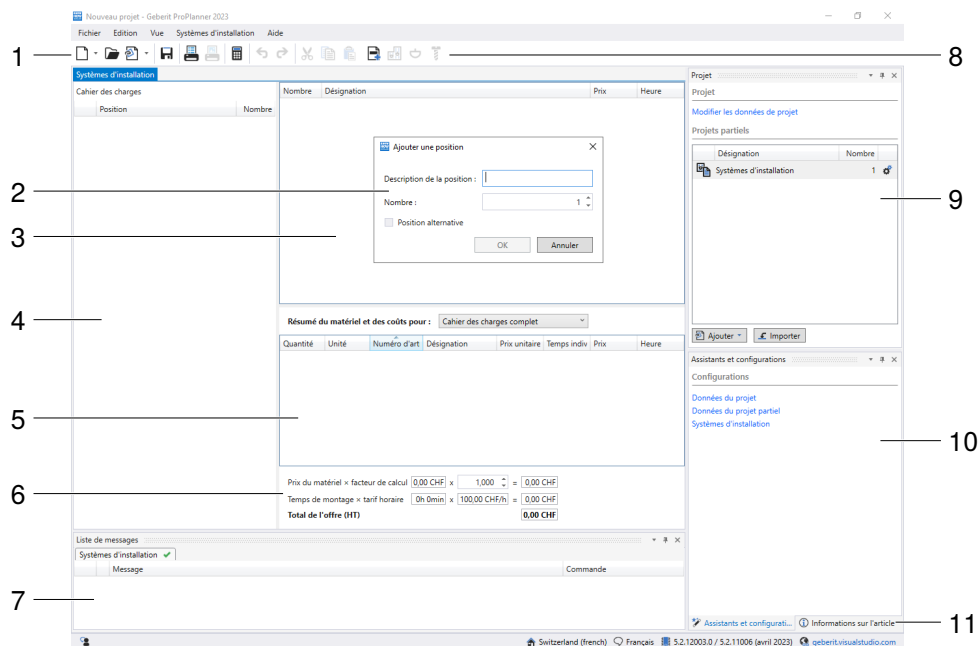 Nouveau projet - Geberit ProPlanner 2023
Fichier Edition Vue Systèmes d'installation Aide
1
8
Systèmes d'installation
Cahier des charges
Position Nombre
Nombre Désignation Prix Heure
Ajouter une position
Description de la position :
Nombre : 1
Position alternative
OK Annuler
2
3
4
Résumé du matériel et des coûts pour : Cahier des charges complet
Quantité Unité Numéro d'art Désignation Prix unitaire Temps indiv Prix Heure
5
6
Prix du matériel × facteur de calcul 0,00 CHF x 1,000 = 0,00 CHF
Temps de montage × tarif horaire 0h 0min x 100,00 CHF/h = 0,00 CHF
Total de l'offre (HT) 0,00 CHF
Liste de messages
Systèmes d'installation
Message Commande
7
Projet
Projet
Modifier les données de projet
Projets partiels
Désignation Nombre
Systèmes d'installation 1
9
Ajouter Importer
Assistants et configurations
Configurations
Données du projet
Données du projet partiel
Systèmes d'installation
10
Assistants et configurati... Informations sur l'article
11
Switzerland (french) Français 5.2.12003.0 / 5.2.11006 (avril 2023) geberit.visualstudio.com